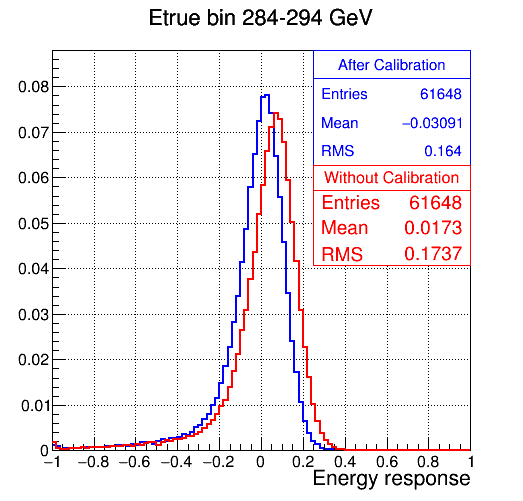 Etrue bin 284-294 GeV
After Calibration
Entries 61648
Mean −0.03091
RMS 0.164
Without Calibration
Entries 61648
Mean 0.0173
RMS 0.1737
0.08
0.07
0.06
0.05
0.04
0.03
0.02
0.01
0
−1 −0.8 −0.6 −0.4 −0.2 0 0.2 0.4 0.6 0.8 1
Energy response